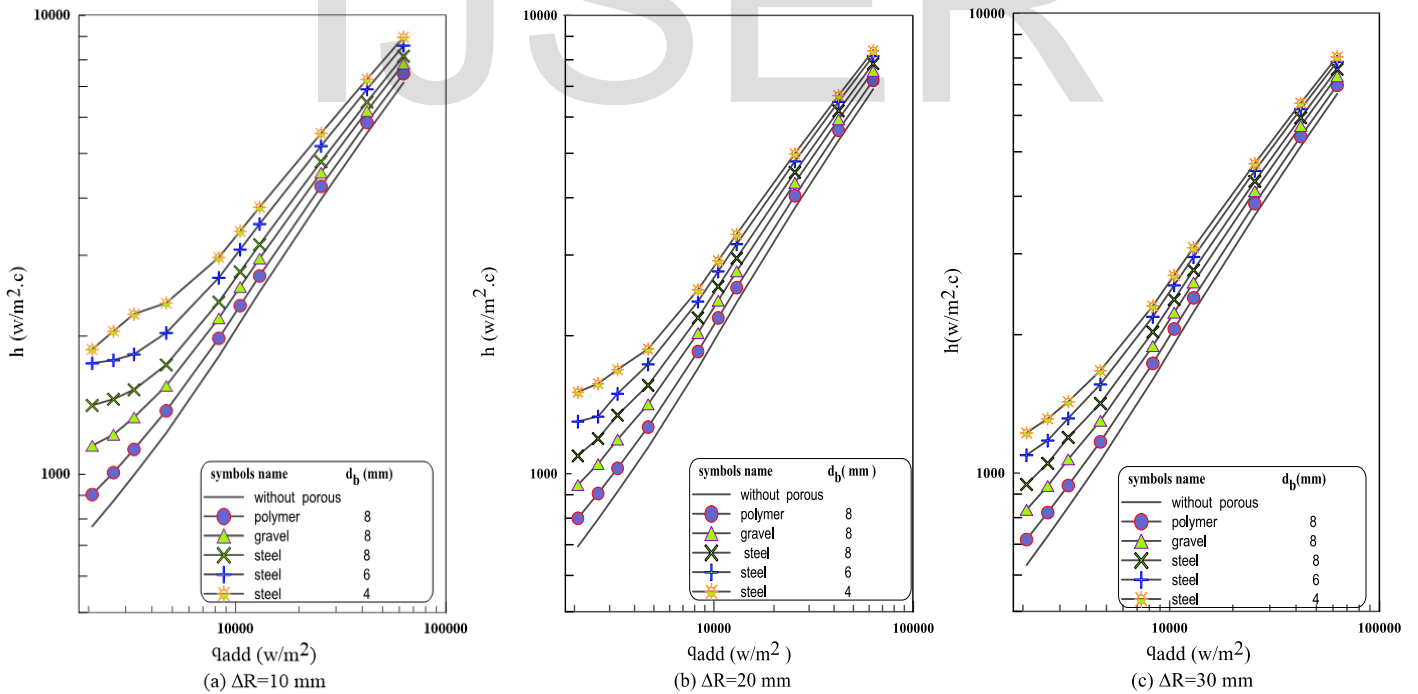 IJSER
10000
1000
h (w/m².c)
symbols name d_b (mm)
without porous
polymer 8
gravel 8
steel 8
steel 6
steel 4
10000 100000
qadd (w/m²)
(a) ΔR=10 mm
10000
1000
h (w/m².c)
symbols name d_b (mm)
without porous
polymer 8
gravel 8
steel 8
steel 6
steel 4
10000 100000
qadd (w/m² )
(b) ΔR=20 mm
10000
1000
h(w/m².c)
symbols name d_b(mm)
without porous
polymer 8
gravel 8
steel 8
steel 6
steel 4
10000 100000
qadd (w/m²)
(c) ΔR=30 mm